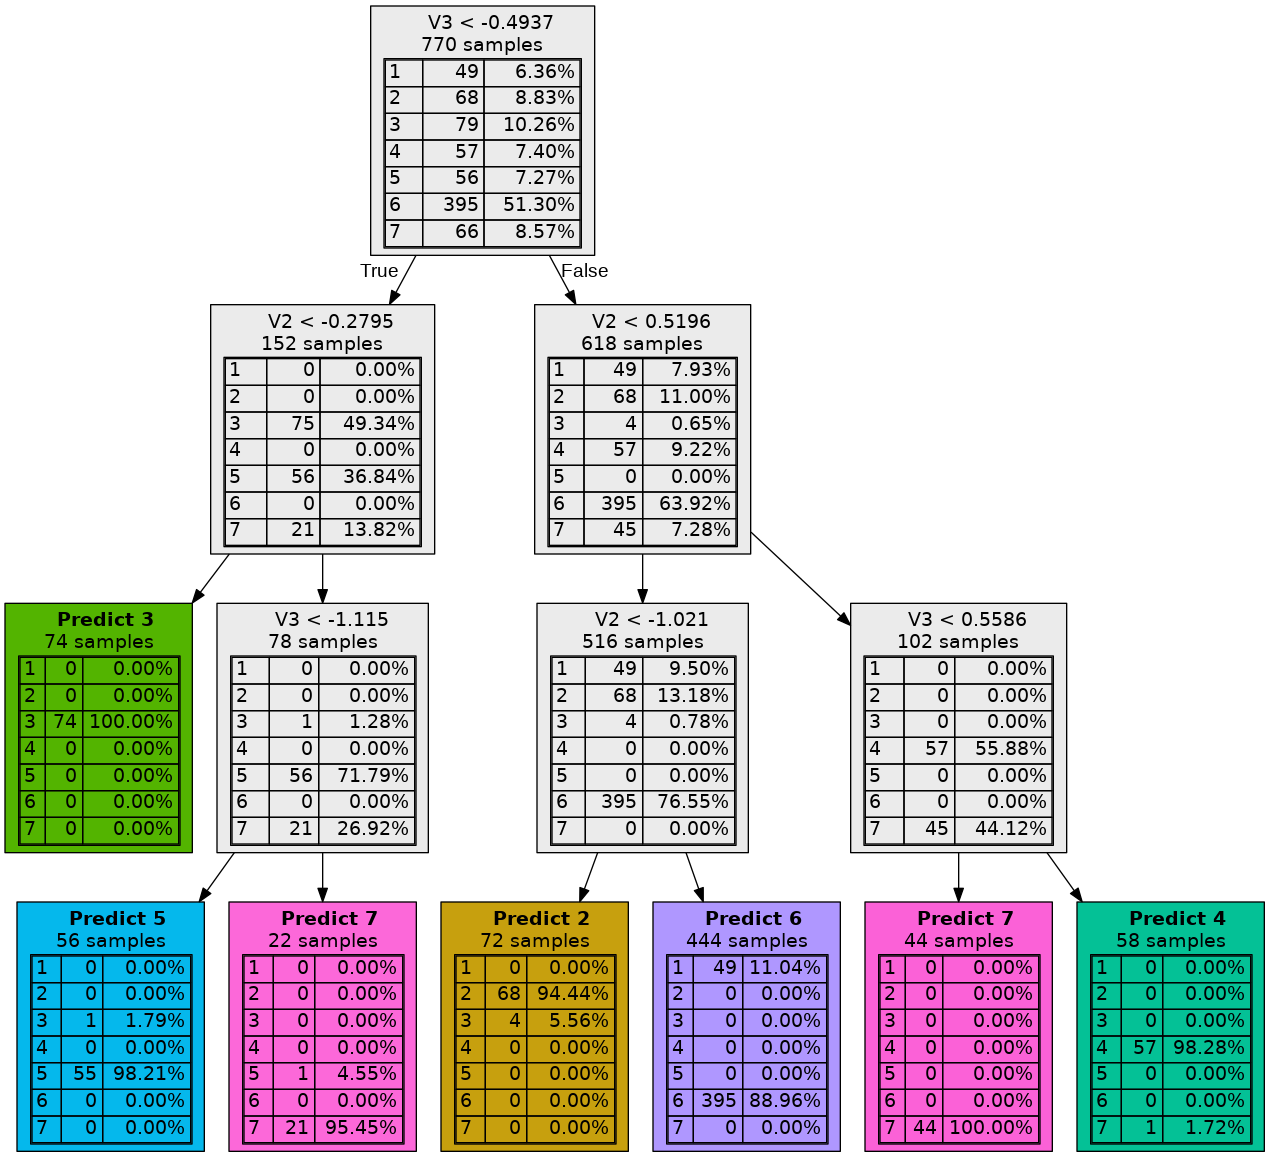 V3 < -0.4937
770 samples
1 49 6.36%
2 68 8.83%
3 79 10.26%
4 57 7.40%
5 56 7.27%
6 395 51.30%
7 66 8.57%
True
False
V2 < -0.2795
152 samples
1 0 0.00%
2 0 0.00%
3 75 49.34%
4 0 0.00%
5 56 36.84%
6 0 0.00%
7 21 13.82%
V2 < 0.5196
618 samples
1 49 7.93%
2 68 11.00%
3 4 0.65%
4 57 9.22%
5 0 0.00%
6 395 63.92%
7 45 7.28%
Predict 3
74 samples
1 0 0.00%
2 0 0.00%
3 74 100.00%
4 0 0.00%
5 0 0.00%
6 0 0.00%
7 0 0.00%
V3 < -1.115
78 samples
1 0 0.00%
2 0 0.00%
3 1 1.28%
4 0 0.00%
5 56 71.79%
6 0 0.00%
7 21 26.92%
V2 < -1.021
516 samples
1 49 9.50%
2 68 13.18%
3 4 0.78%
4 0 0.00%
5 0 0.00%
6 395 76.55%
7 0 0.00%
V3 < 0.5586
102 samples
1 0 0.00%
2 0 0.00%
3 0 0.00%
4 57 55.88%
5 0 0.00%
6 0 0.00%
7 45 44.12%
Predict 5
56 samples
1 0 0.00%
2 0 0.00%
3 1 1.79%
4 0 0.00%
5 55 98.21%
6 0 0.00%
7 0 0.00%
Predict 7
22 samples
1 0 0.00%
2 0 0.00%
3 0 0.00%
4 0 0.00%
5 1 4.55%
6 0 0.00%
7 21 95.45%
Predict 2
72 samples
1 0 0.00%
2 68 94.44%
3 4 5.56%
4 0 0.00%
5 0 0.00%
6 0 0.00%
7 0 0.00%
Predict 6
444 samples
1 49 11.04%
2 0 0.00%
3 0 0.00%
4 0 0.00%
5 0 0.00%
6 395 88.96%
7 0 0.00%
Predict 7
44 samples
1 0 0.00%
2 0 0.00%
3 0 0.00%
4 0 0.00%
5 0 0.00%
6 0 0.00%
7 44 100.00%
Predict 4
58 samples
1 0 0.00%
2 0 0.00%
3 0 0.00%
4 57 98.28%
5 0 0.00%
6 0 0.00%
7 1 1.72%